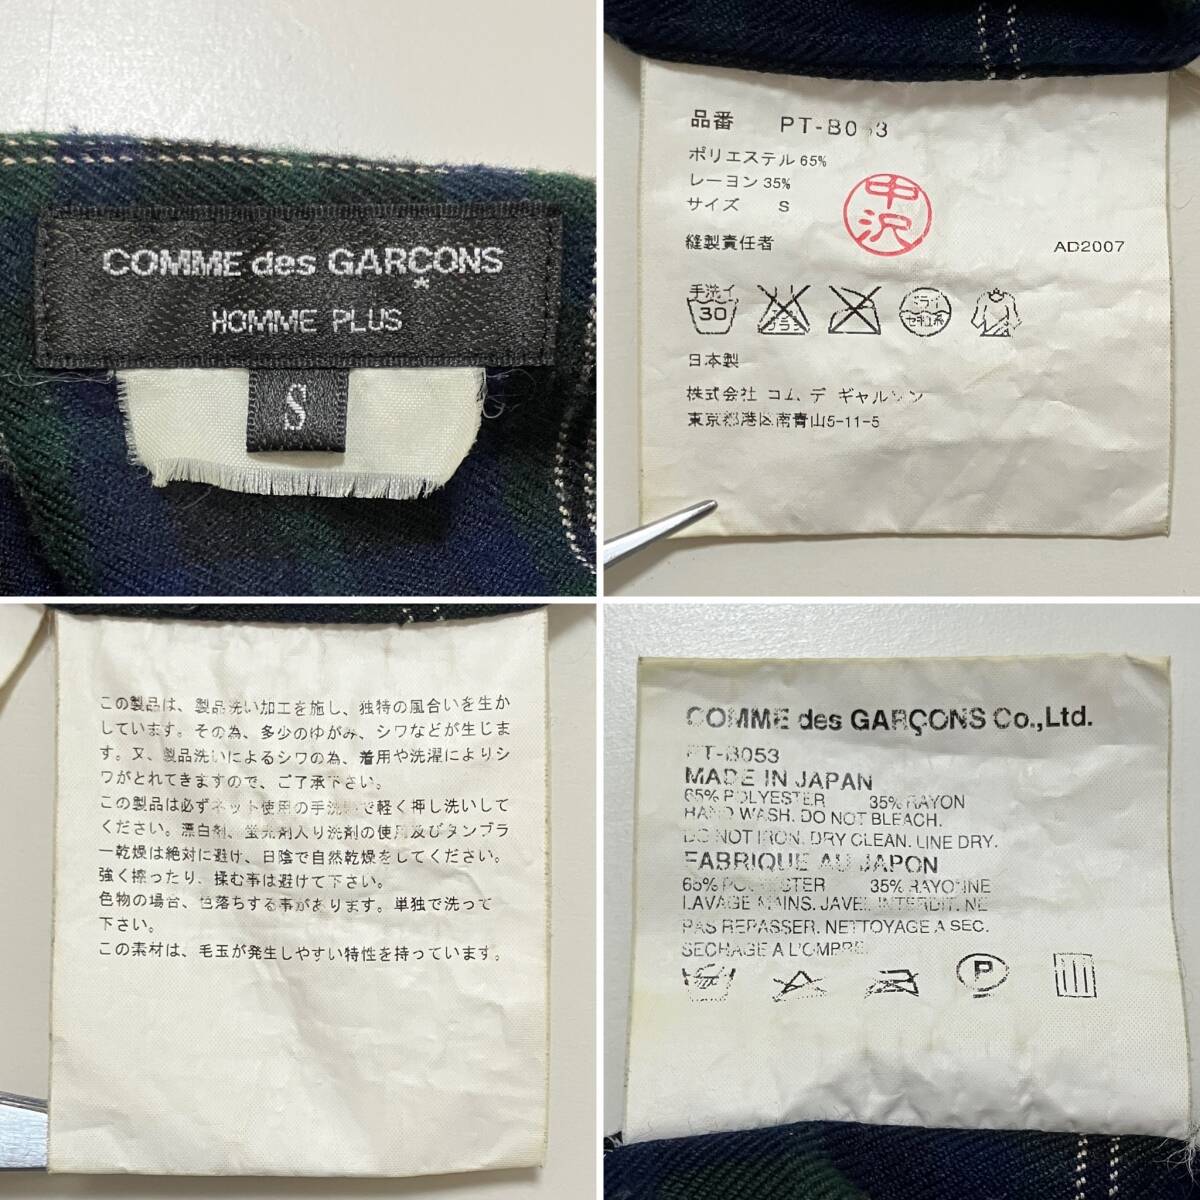 COMME des GARÇONS
HOMME PLUS
S
品番 PT-B053
ポリエステル 65%
レーヨン 35%
サイズ S
中沢
縫製責任者 AD2007
手洗イ
30
ドライ
セキユ系
日本製
株式会社 コム デ ギャルソン
東京都港区南青山5-11-5
この製品は、製品洗い加工を施し、独特の風合いを生か
しています。その為、多少のゆがみ、シワなどが生じま
す。又、製品洗いによるシワの為、着用や洗濯によりシ
ワがとれてきますので、ご了承下さい。
この製品は必ずネット使用の手洗いで軽く押し洗いして
ください。漂白剤、蛍光剤入り洗剤の使用及びタンブラ
ー乾燥は絶対に避け、日陰で自然乾燥をしてください。
強く擦ったり、揉む事は避けて下さい。
色物の場合、色落ちする事があります。単独で洗って
下さい。
この素材は、毛玉が発生しやすい特性を持っています。
COMME des GARÇONS Co.,Ltd.
PT-B053
MADE IN JAPAN
65% POLYESTER 35% RAYON
HAND WASH. DO NOT BLEACH.
DO NOT IRON. DRY CLEAN. LINE DRY.
FABRIQUE AU JAPON
65% POLYESTER 35% RAYONNE
LAVAGE MAINS. JAVEL INTERDIT. NE
PAS REPASSER. NETTOYAGE A SEC.
SECHAGE A L'OMBRE.
P